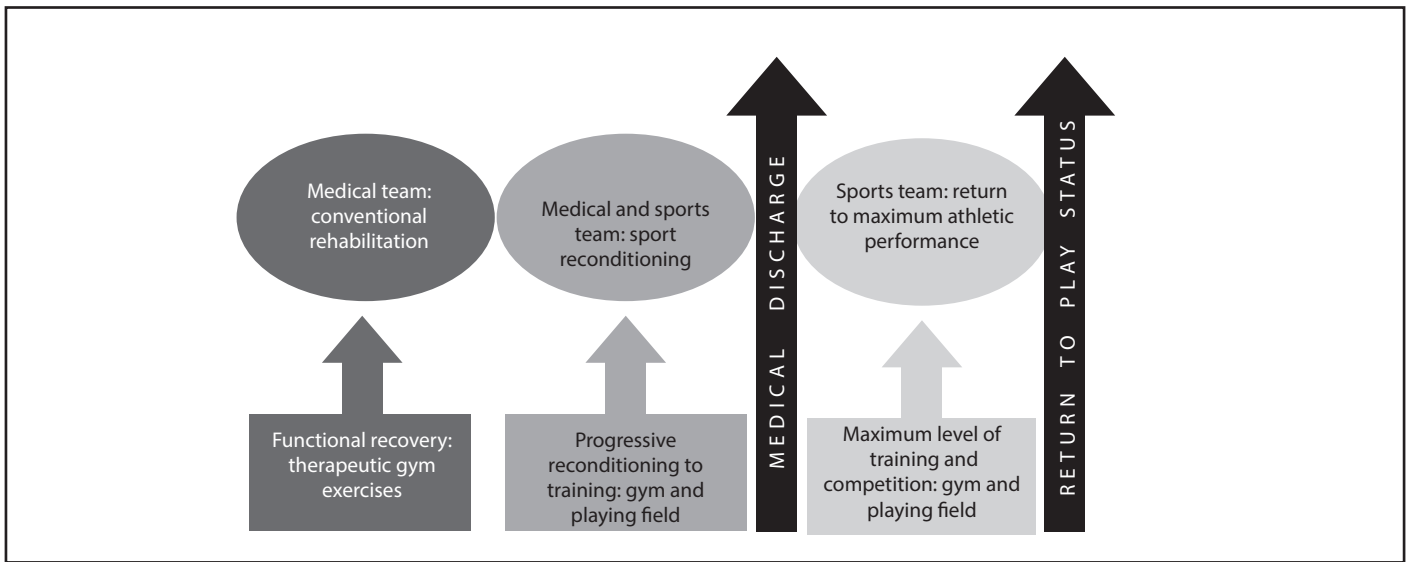 Medical team:
conventional
rehabilitation
Medical and sports
team: sport
reconditioning
MEDICAL DISCHARGE
Sports team: return
to maximum athletic
performance
RETURN TO PLAY STATUS
Functional recovery:
therapeutic gym
exercises
Progressive
reconditioning to
training: gym and
playing field
Maximum level of
training and
competition: gym and
playing field